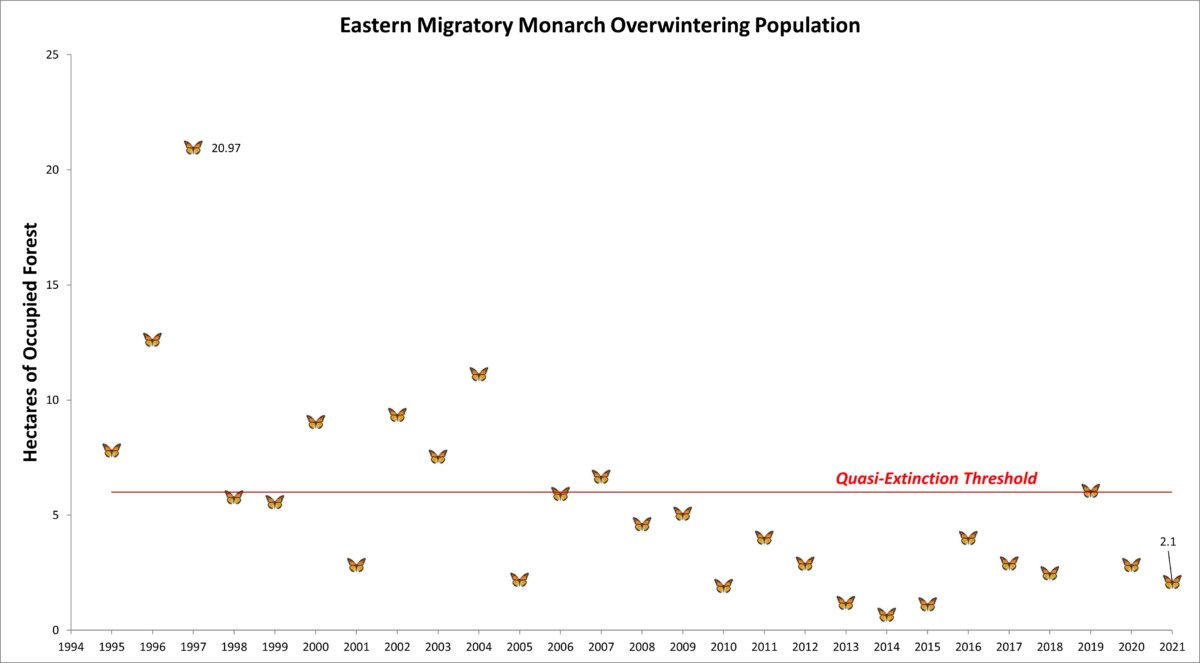 Eastern Migratory Monarch Overwintering Population
25
20
15
10
5
0
Hectares of Occupied Forest
20.97
Quasi-Extinction Threshold
2.1
1994 1995 1996 1997 1998 1999 2000 2001 2002 2003 2004 2005 2006 2007 2008 2009 2010 2011 2012 2013 2014 2015 2016 2017 2018 2019 2020 2021